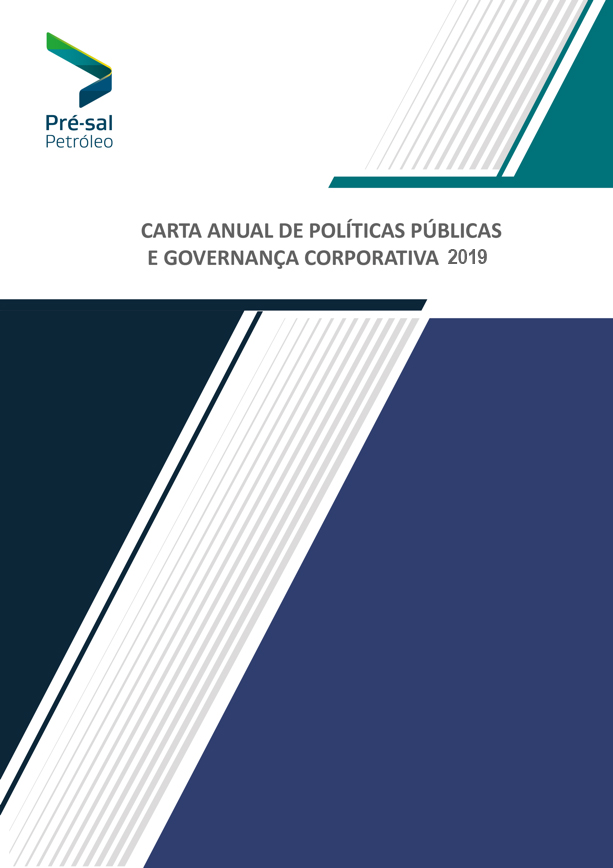 Pré-sal
Petróleo
CARTA ANUAL DE POLÍTICAS PÚBLICAS
E GOVERNANÇA CORPORATIVA 2019